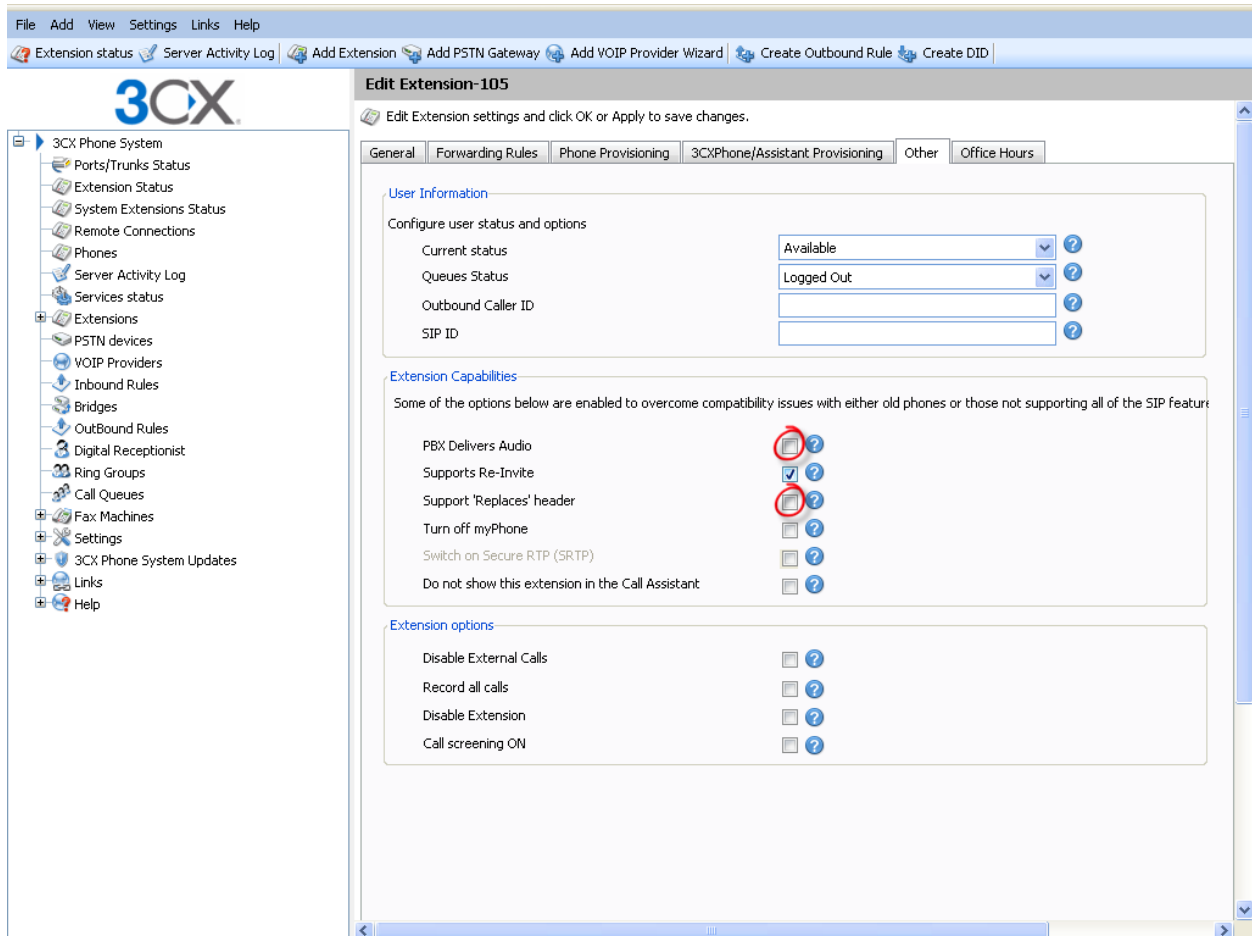 File Add View Settings Links Help
Extension status Server Activity Log Add Extension Add PSTN Gateway Add VOIP Provider Wizard Create Outbound Rule Create DID
3CX
3CX Phone System
Ports/Trunks Status
Extension Status
System Extensions Status
Remote Connections
Phones
Server Activity Log
Services status
Extensions
PSTN devices
VOIP Providers
Inbound Rules
Bridges
OutBound Rules
Digital Receptionist
Ring Groups
Call Queues
Fax Machines
Settings
3CX Phone System Updates
Links
Help
Edit Extension-105
Edit Extension settings and click OK or Apply to save changes.
General Forwarding Rules Phone Provisioning 3CXPhone/Assistant Provisioning Other Office Hours
User Information
Configure user status and options
Current status Available
Queues Status Logged Out
Outbound Caller ID
SIP ID
Extension Capabilities
Some of the options below are enabled to overcome compatibility issues with either old phones or those not supporting all of the SIP feature
PBX Delivers Audio
Supports Re-Invite
Support 'Replaces' header
Turn off myPhone
Switch on Secure RTP (SRTP)
Do not show this extension in the Call Assistant
Extension options
Disable External Calls
Record all calls
Disable Extension
Call screening ON